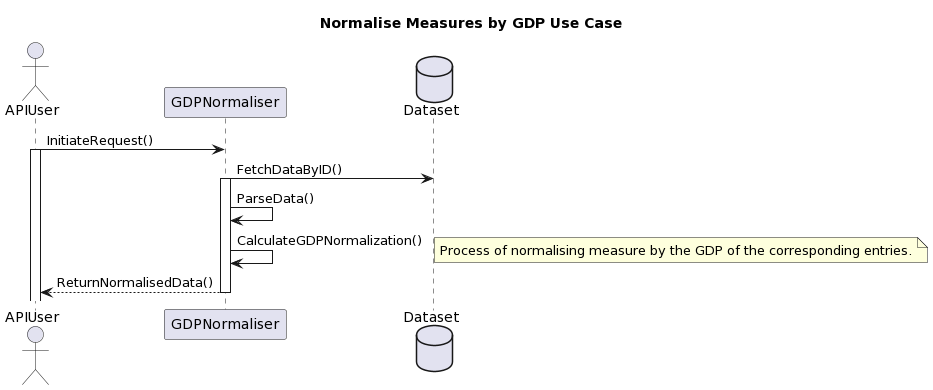 Normalise Measures by GDP Use Case
APIUser
GDPNormaliser
Dataset
InitiateRequest()
FetchDataByID()
ParseData()
CalculateGDPNormalization()
Process of normalising measure by the GDP of the corresponding entries.
ReturnNormalisedData()
APIUser
GDPNormaliser
Dataset